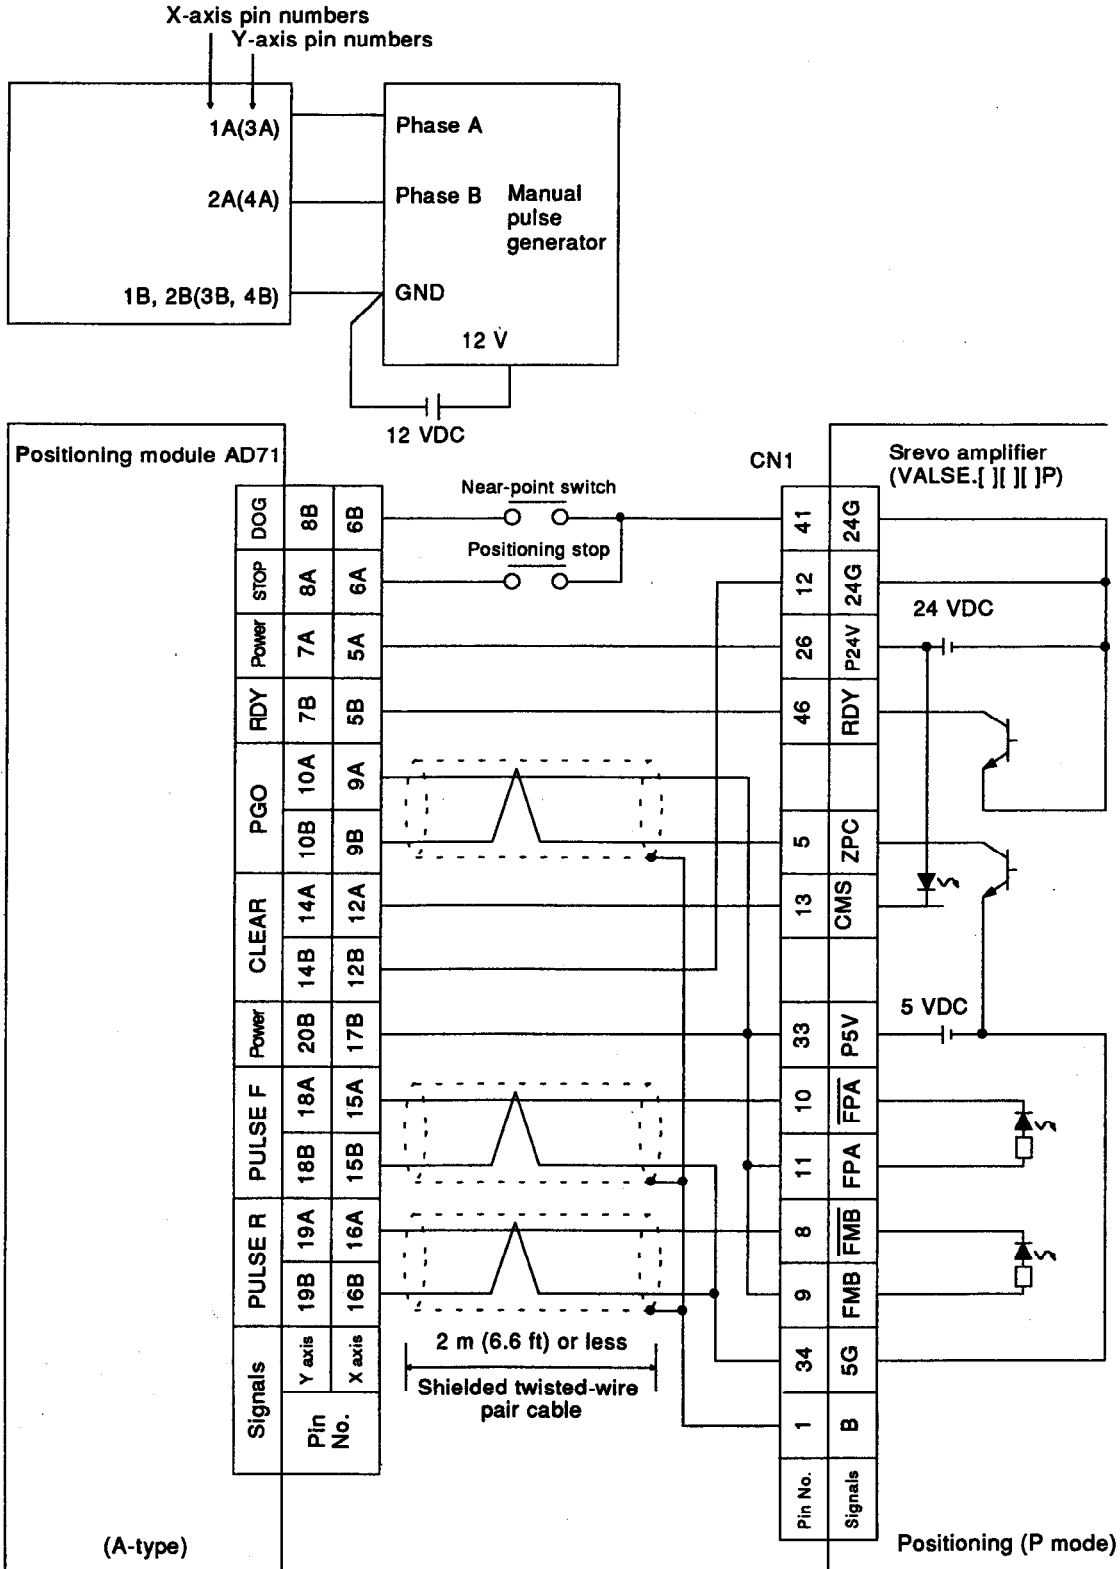 X-axis pin numbers
Y-axis pin numbers
1A(3A)
Phase A
2A(4A)
Phase B
Manual
pulse
generator
1B, 2B(3B, 4B)
GND
12 V
12 VDC
Positioning module AD71
CN1
Srevo amplifier
(VALSE.[ ][ ][ ]P)
DOG 8B 6B
Near-point switch
41 24G
STOP 8A 6A
Positioning stop
12 24G
24 VDC
Power 7A 5A
26 P24V
RDY 7B 5B
46 RDY
PGO
10A 9A
10B 9B
5 ZPC
CLEAR
14A 12A
13 CMS
14B 12B
5 VDC
Power 20B 17B
33 P5V
PULSE F
18A 15A
10 FPA
18B 15B
11 FPA
PULSE R
19A 16A
8 FMB
19B 16B
9 FMB
Signals
Y axis X axis
Pin
No.
2 m (6.6 ft) or less
Shielded twisted-wire
pair cable
34 5G
1 B
Pin No. Signals
(A-type)
Positioning (P mode)